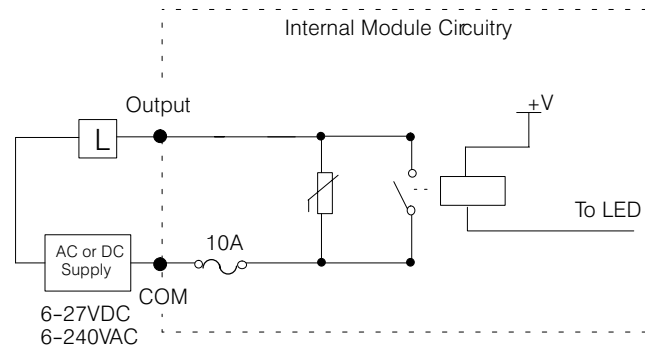 Internal Module Circuitry
Output
+V
L
To LED
10A
AC or DC
Supply
COM
6-27VDC
6-240VAC